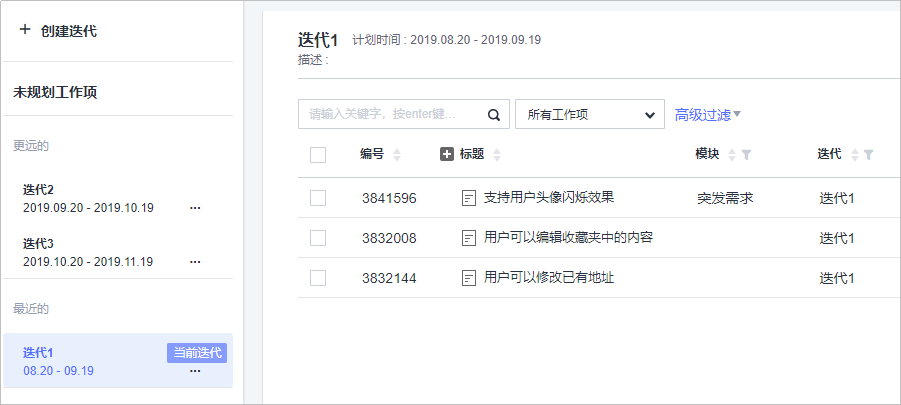 创建迭代
未规划工作项
更远的
迭代2
2019.09.20 - 2019.10.19
...
迭代3
2019.10.20 - 2019.11.19
...
最近的
迭代1 当前迭代
08.20 - 09.19
...
迭代1 计划时间 : 2019.08.20 - 2019.09.19
描述 :
请输入关键字，按enter键... 所有工作项 高级过滤
编号 标题 模块 迭代
3841596 支持用户头像闪烁效果 突发需求 迭代1
3832008 用户可以编辑收藏夹中的内容 迭代1
3832144 用户可以修改已有地址 迭代1